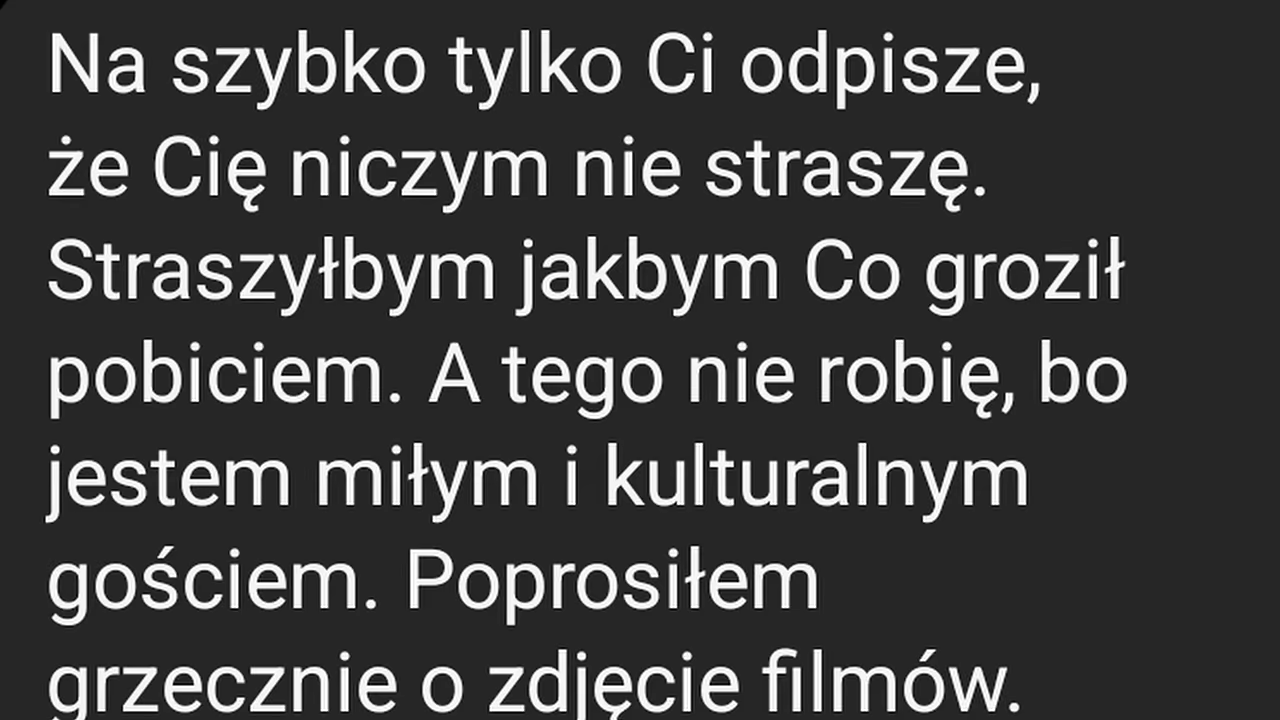 Na szybko tylko Ci odpisze,
że Cię niczym nie straszę.
Straszyłbym jakbym Co groził
pobiciem. A tego nie robię, bo
jestem miłym i kulturalnym
gościem. Poprosiłem
grzecznie o zdjęcie filmów.